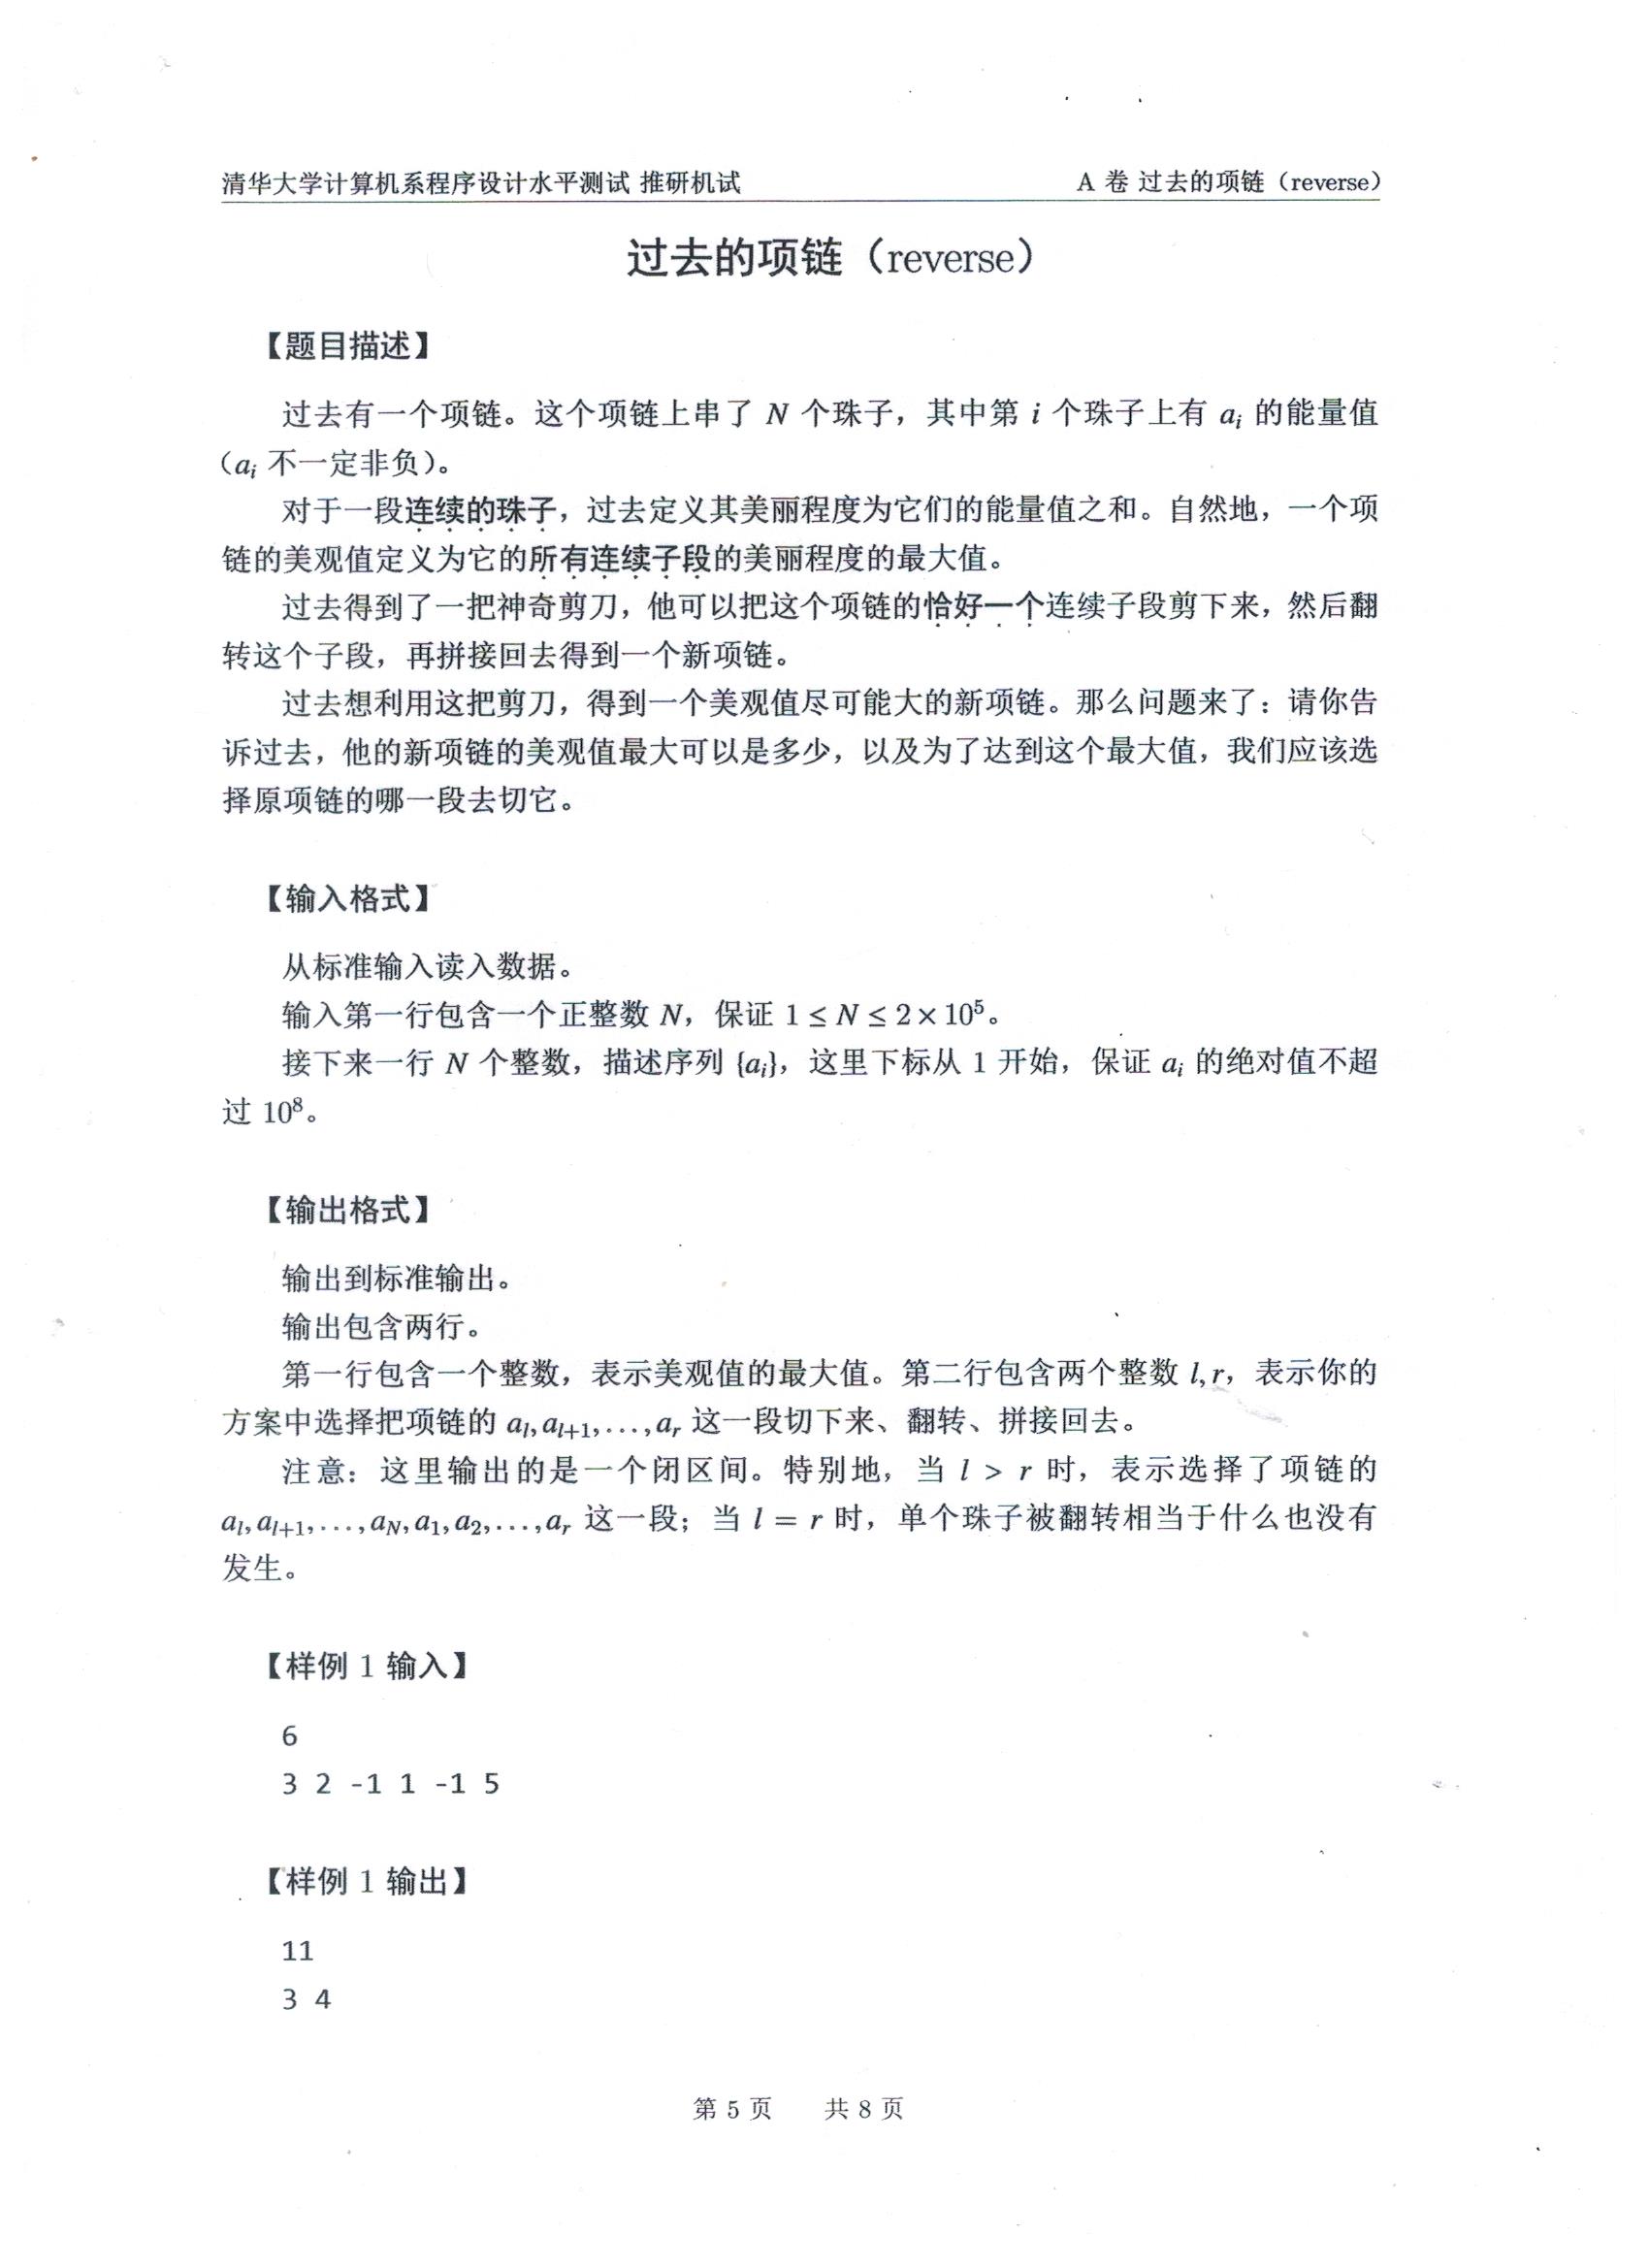 清华大学计算机系程序设计水平测试 推研机试
A 卷 过去的项链（reverse）
过去的项链（reverse）
【题目描述】
过去有一个项链。这个项链上串了 N 个珠子，其中第 i 个珠子上有 aᵢ 的能量值
（aᵢ 不一定非负）。
对于一段连续的珠子，过去定义其美丽程度为它们的能量值之和。自然地，一个项
链的美观值定义为它的所有连续子段的美丽程度的最大值。
过去得到了一把神奇剪刀，他可以把这个项链的恰好一个连续子段剪下来，然后翻
转这个子段，再拼接回去得到一个新项链。
过去想利用这把剪刀，得到一个美观值尽可能大的新项链。那么问题来了：请你告
诉过去，他的新项链的美观值最大可以是多少，以及为了达到这个最大值，我们应该选
择原项链的哪一段去切它。
【输入格式】
从标准输入读入数据。
输入第一行包含一个正整数 N，保证 1 ≤ N ≤ 2 × 10⁵。
接下来一行 N 个整数，描述序列 {aᵢ}，这里下标从 1 开始，保证 aᵢ 的绝对值不超
过 10⁸。
【输出格式】
输出到标准输出。
输出包含两行。
第一行包含一个整数，表示美观值的最大值。第二行包含两个整数 l, r，表示你的
方案中选择把项链的 aₗ, aₗ₊₁, . . . , aᵣ 这一段切下来、翻转、拼接回去。
注意：这里输出的是一个闭区间。特别地，当 l > r 时，表示选择了项链的
aₗ, aₗ₊₁, . . . , a_N, a₁, a₂, . . . , aᵣ 这一段；当 l = r 时，单个珠子被翻转相当于什么也没有
发生。
【样例 1 输入】
6
3 2 -1 1 -1 5
【样例 1 输出】
11
3 4
第 5 页 共 8 页